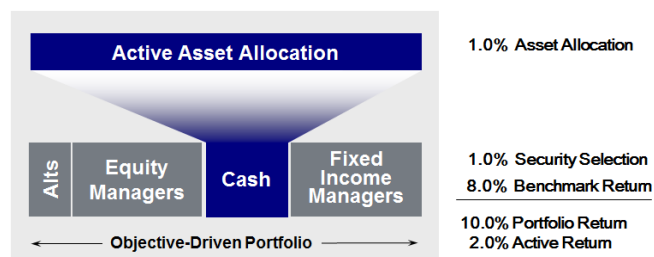 Active Asset Allocation
1.0% Asset Allocation
Alts
Equity
Managers
Cash
Fixed
Income
Managers
1.0% Security Selection
8.0% Benchmark Return
10.0% Portfolio Return
2.0% Active Return
Objective-Driven Portfolio